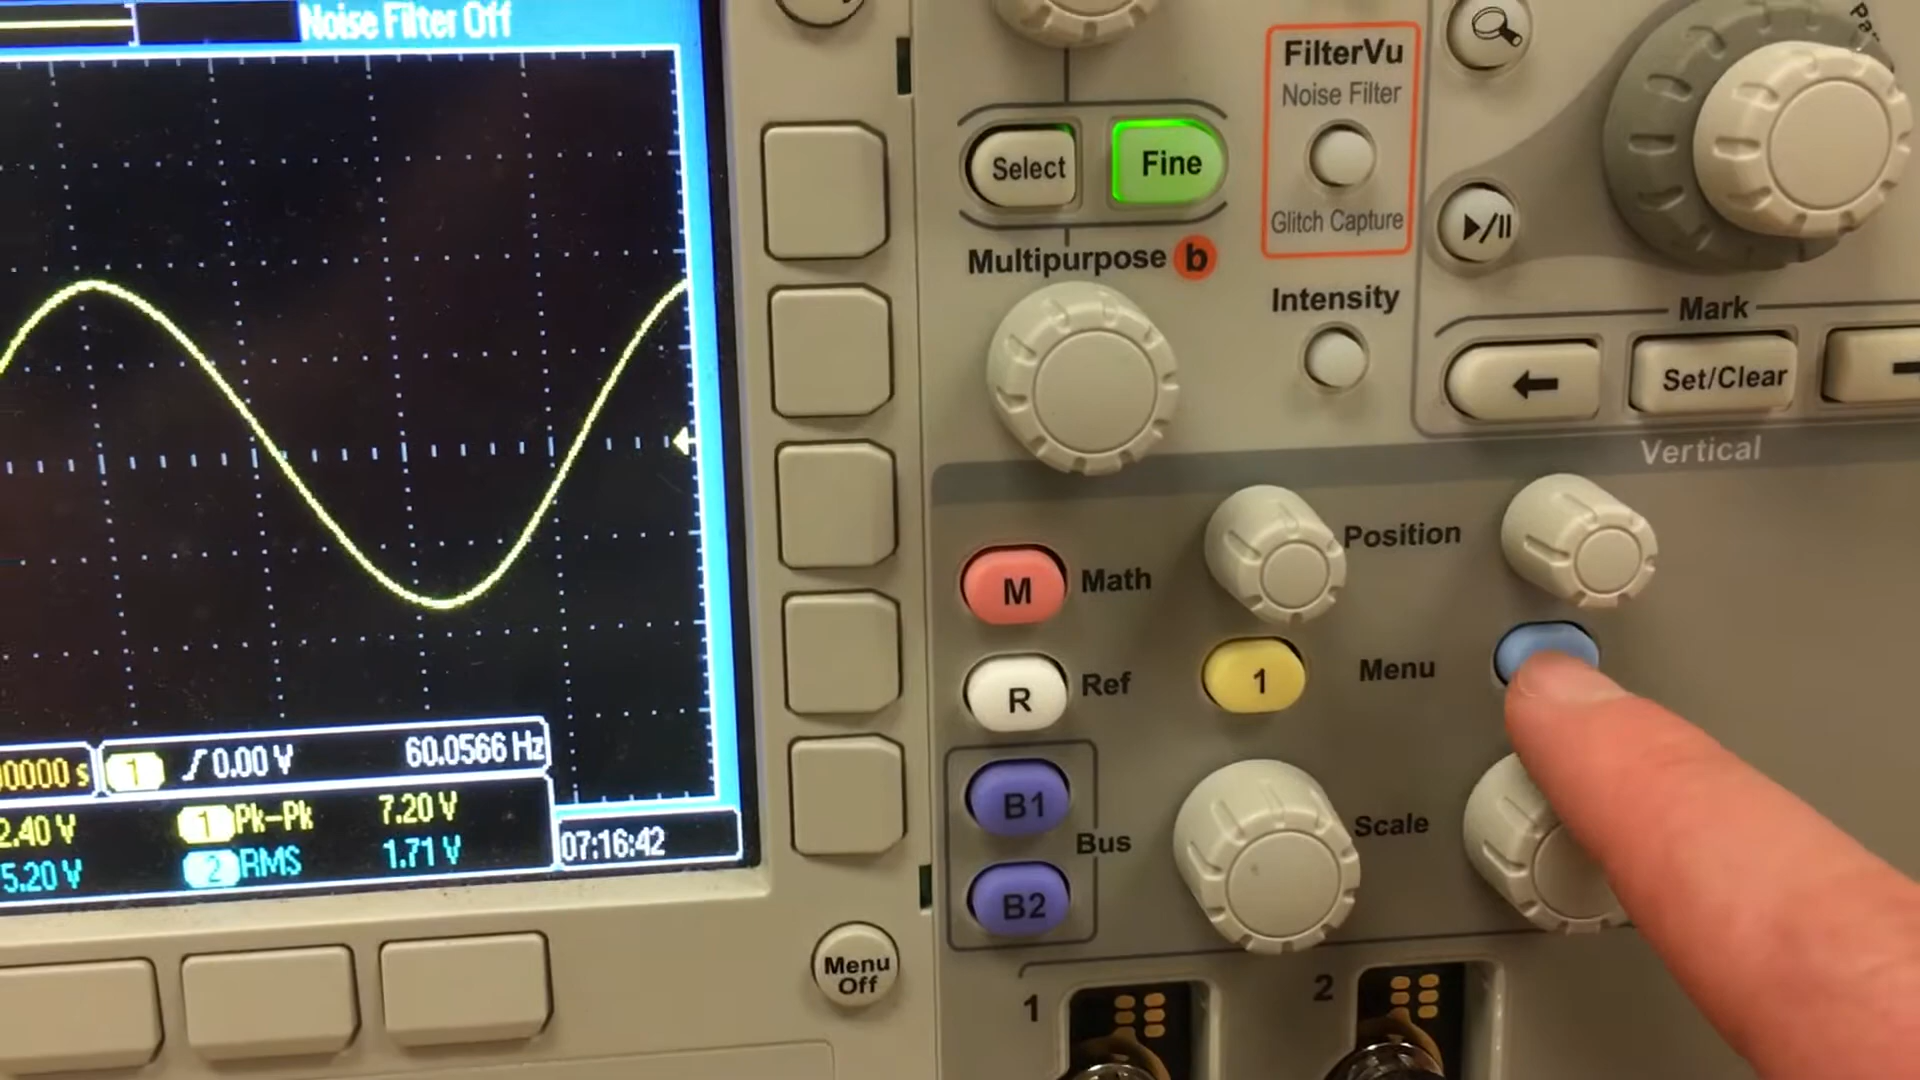 Noise Filter Off
00000 s
1
0.00 V
60.0566 Hz
2.40 V
1
Pk-Pk
7.20 V
5.20 V
2
RMS
1.71 V
07:16:42
Select
Fine
Multipurpose b
FilterVu
Noise Filter
Glitch Capture
Intensity
Mark
Set/Clear
Vertical
Position
M
Math
R
Ref
1
Menu
B1
B2
Bus
Scale
Menu
Off
1
2